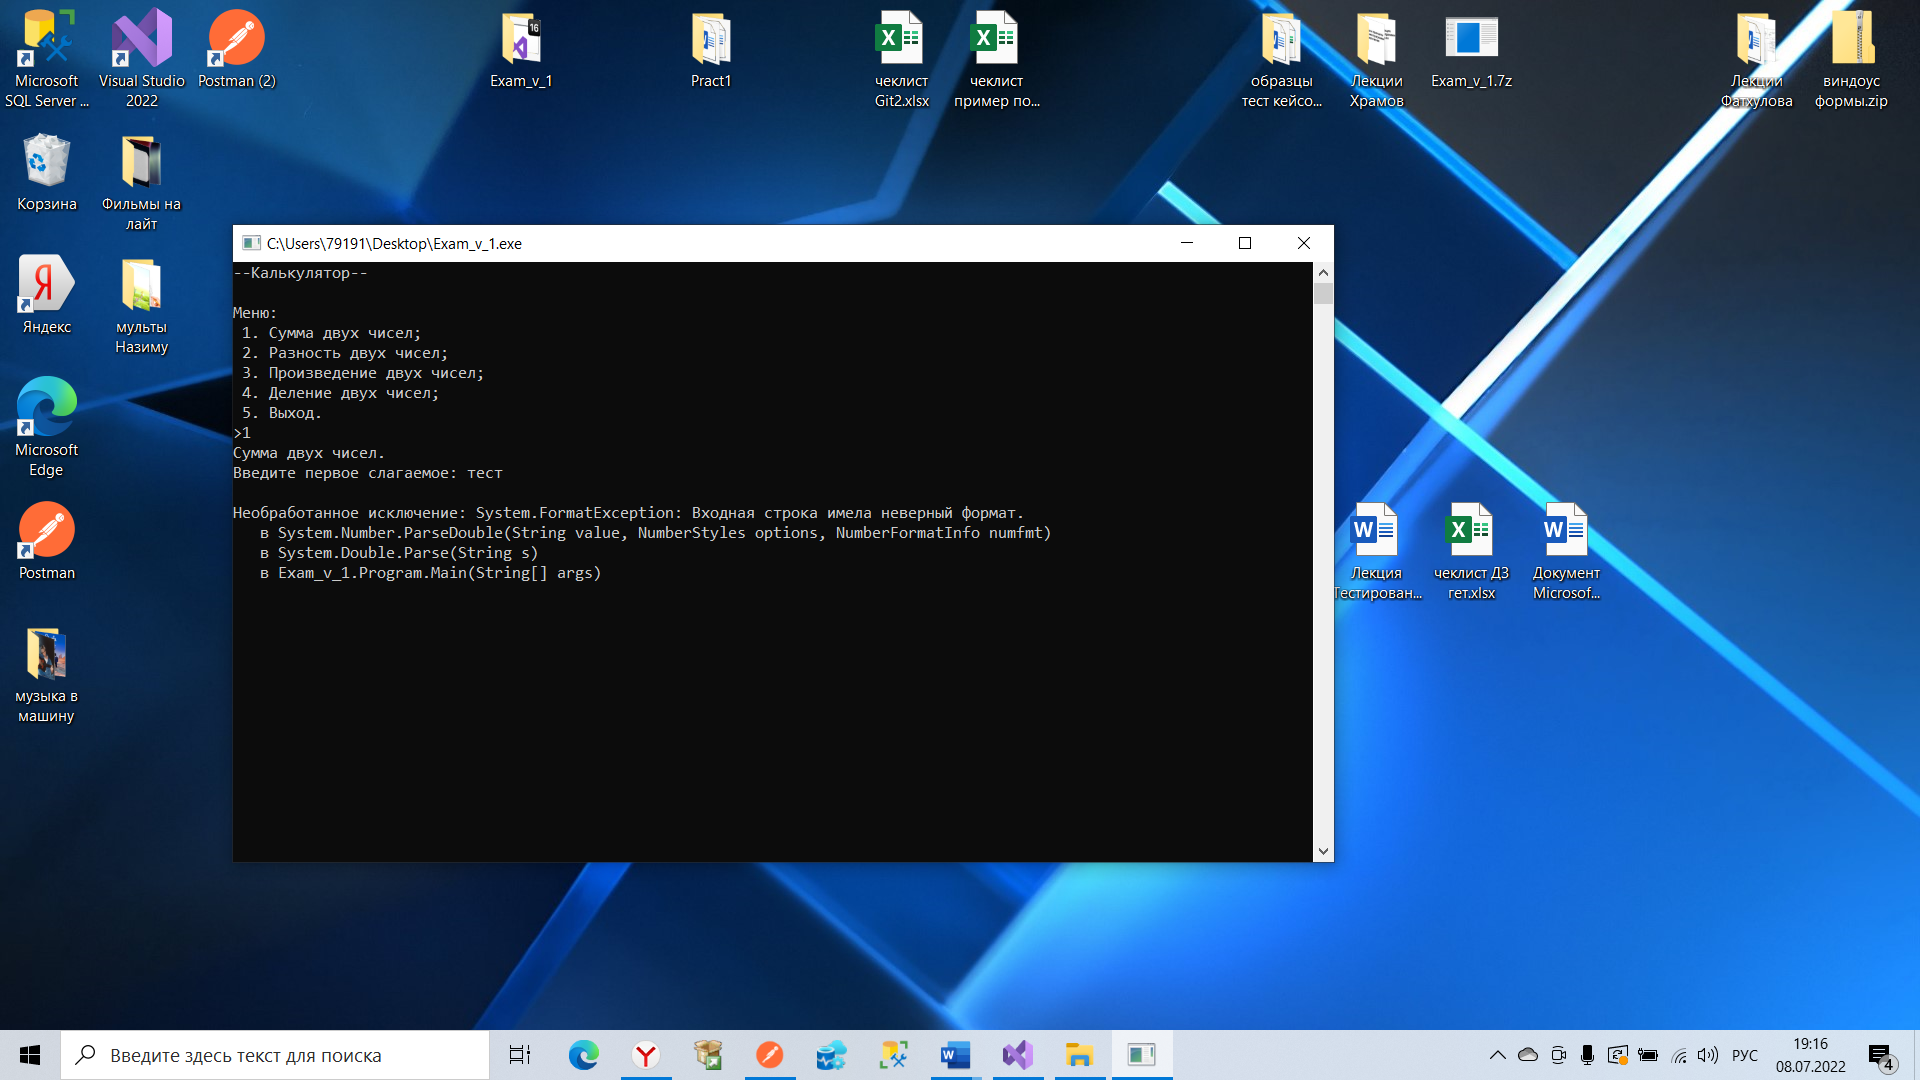 Microsoft
SQL Server ...
Visual Studio
2022
Postman (2)
Exam_v_1
16
Pract1
чеклист
Git2.xlsx
чеклист
пример по...
образцы
тест кейсо...
Лекции
Храмов
Exam_v_1.7z
Лекции
Фатхулова
виндоус
формы.zip
Корзина
Фильмы на
лайт
Яндекс
мульты
Назиму
Microsoft
Edge
Postman
музыка в
машину
C:\Users\79191\Desktop\Exam_v_1.exe
--Калькулятор--
Меню:
1. Сумма двух чисел;
2. Разность двух чисел;
3. Произведение двух чисел;
4. Деление двух чисел;
5. Выход.
>1
Сумма двух чисел.
Введите первое слагаемое: тест
Необработанное исключение: System.FormatException: Входная строка имела неверный формат.
в System.Number.ParseDouble(String value, NumberStyles options, NumberFormatInfo numfmt)
в System.Double.Parse(String s)
в Exam_v_1.Program.Main(String[] args)
Лекция
Тестирован...
чеклист ДЗ
гет.xlsx
Документ
Microsof...
Введите здесь текст для поиска
РУС
19:16
08.07.2022
4